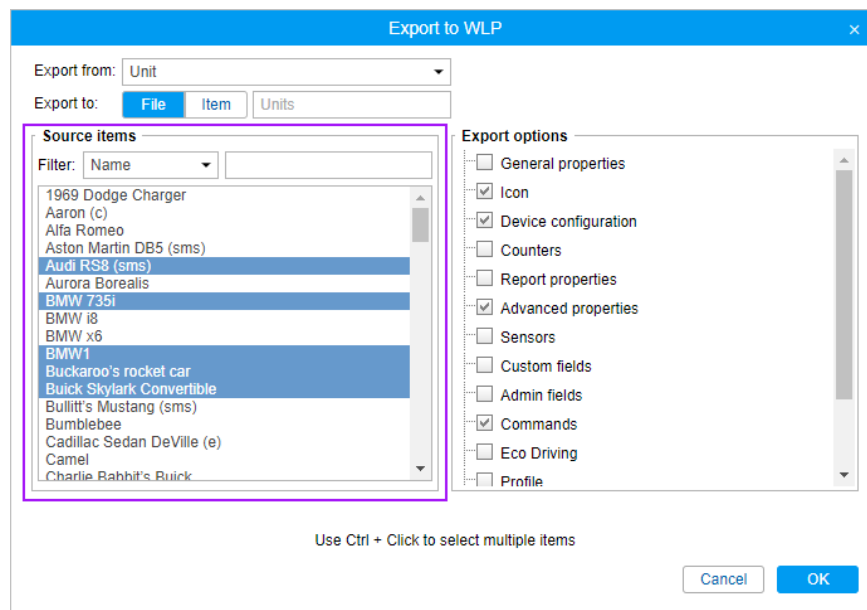 Export to WLP
×
Export from: Unit
Export to: File Item Units
Source items
Filter: Name
1969 Dodge Charger
Aaron (c)
Alfa Romeo
Aston Martin DB5 (sms)
Audi RS8 (sms)
Aurora Borealis
BMW 735i
BMW i8
BMW x6
BMW1
Buckaroo's rocket car
Buick Skylark Convertible
Bullitt's Mustang (sms)
Bumblebee
Cadillac Sedan DeVille (e)
Camel
Charlie Babbit's Buick
Export options
General properties
Icon
Device configuration
Counters
Report properties
Advanced properties
Sensors
Custom fields
Admin fields
Commands
Eco Driving
Profile
Use Ctrl + Click to select multiple items
Cancel OK